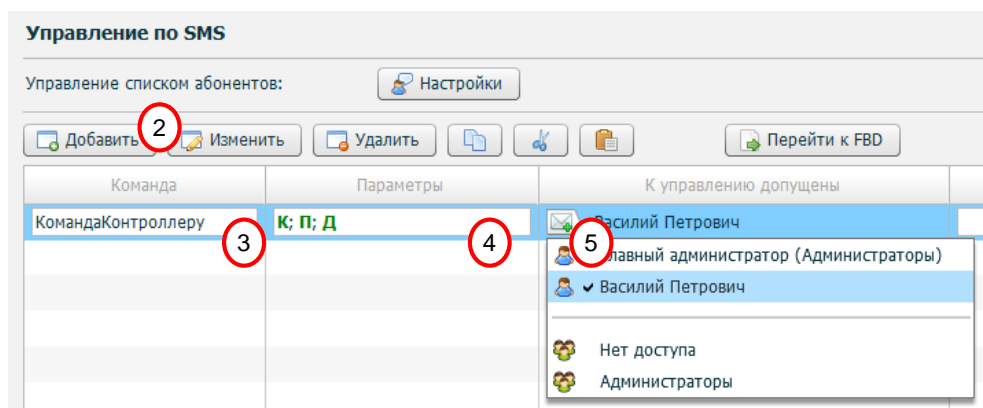 Управление по SMS
Управление списком абонентов: Настройки
Добавить 2 Изменить Удалить Перейти к FBD
Команда Параметры К управлению допущены
КомандаКонтроллеру 3 К; П; Д 4 5 Василий Петрович
лавный администратор (Администраторы)
✔ Василий Петрович
Нет доступа
Администраторы